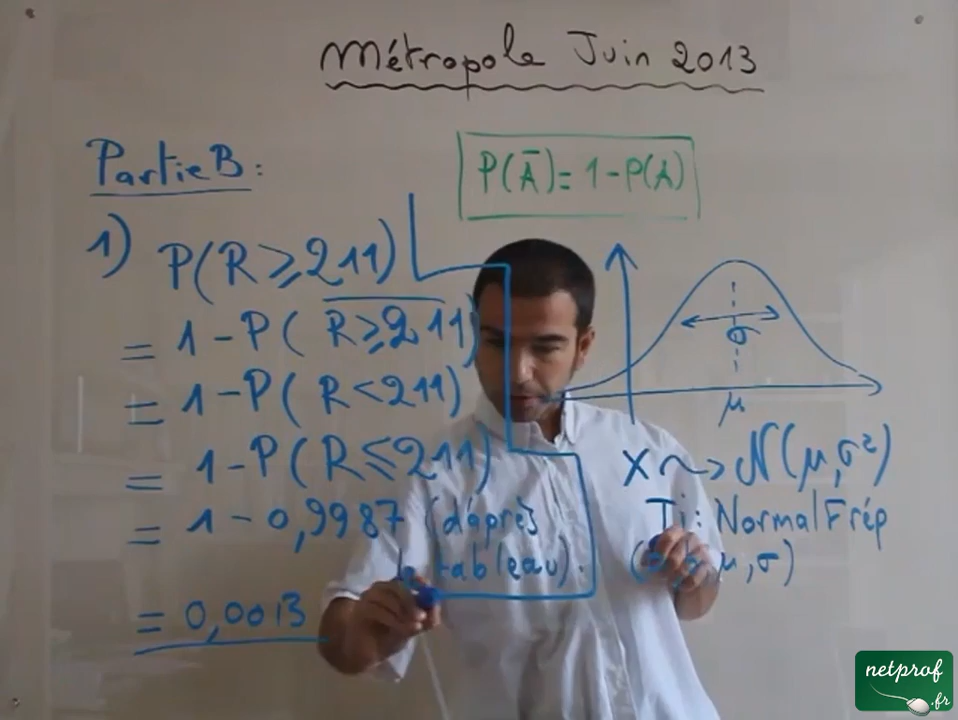 Métropole Juin 2013
Partie B:
P(Ā) = 1 - P(A)
1) P(R ⩾ 211)
= 1 - P(\overline{R ⩾ 211})
= 1 - P(R < 211)
= 1 - P(R ⩽ 211)
= 1 - 0,9987 (d'après
tableau).
= 0,0013
σ
μ
X ~> N(μ, σ²)
Ti: NormalFrép
μ, σ)
netprof
.fr